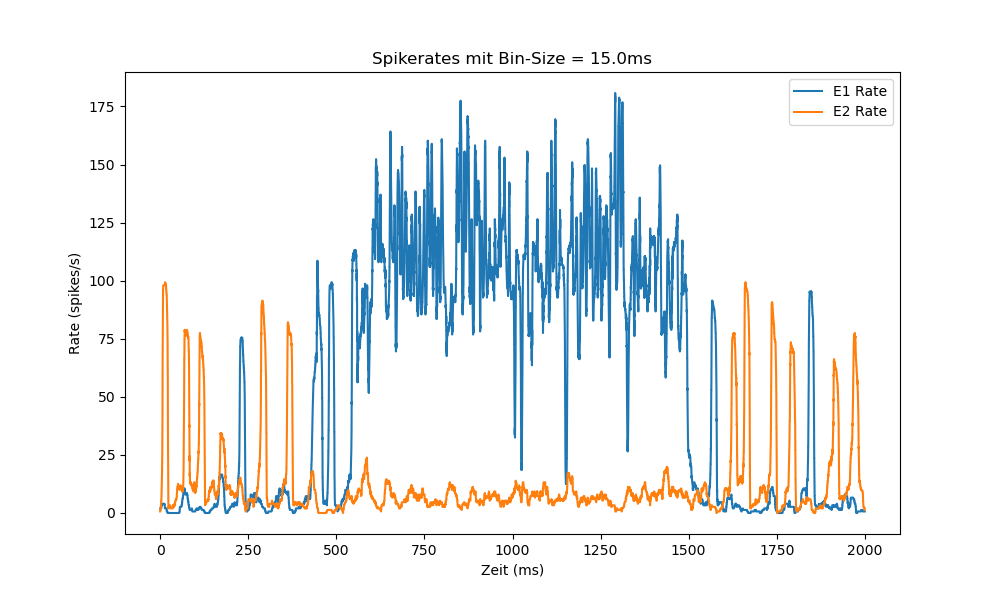 Spikerates mit Bin-Size = 15.0ms
E1 Rate
E2 Rate
175
150
125
100
75
50
25
0
Rate (spikes/s)
0 250 500 750 1000 1250 1500 1750 2000
Zeit (ms)